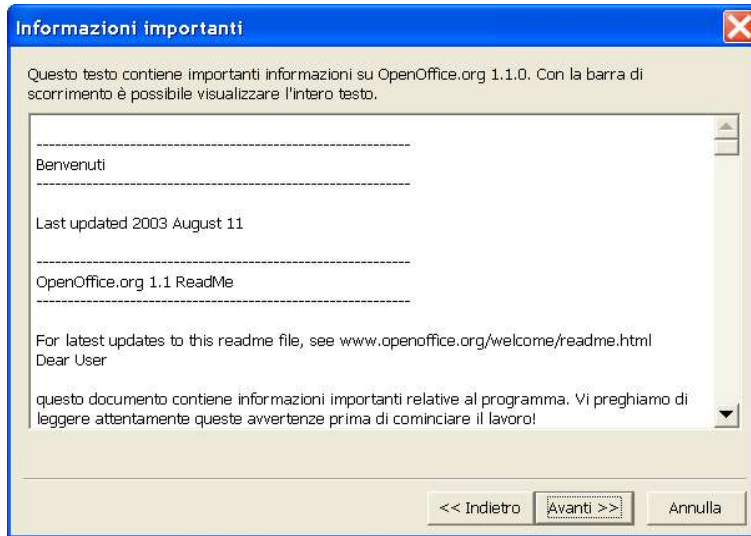 Informazioni importanti
Questo testo contiene importanti informazioni su OpenOffice.org 1.1.0. Con la barra di
scorrimento è possibile visualizzare l'intero testo.
--------------------------------------------------------------------
Benvenuti
--------------------------------------------------------------------
Last updated 2003 August 11
--------------------------------------------------------------------
OpenOffice.org 1.1 ReadMe
--------------------------------------------------------------------
For latest updates to this readme file, see www.openoffice.org/welcome/readme.html
Dear User
questo documento contiene informazioni importanti relative al programma. Vi preghiamo di
leggere attentamente queste avvertenze prima di cominciare il lavoro!
<< Indietro Avanti >> Annulla